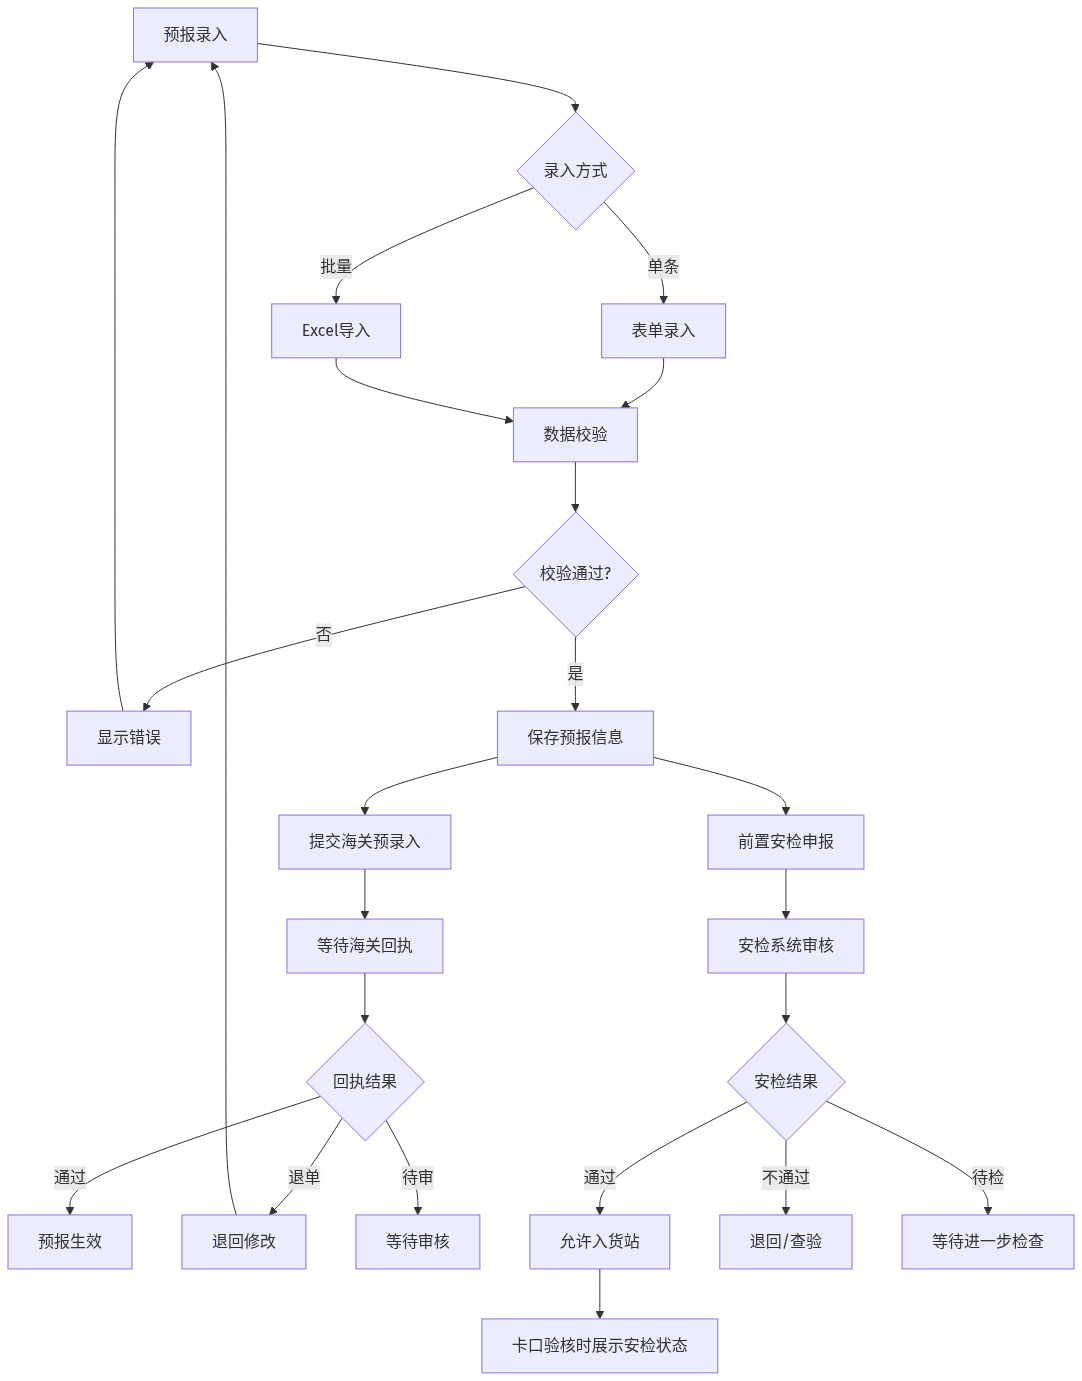 预报录入
录入方式
批量
单条
Excel导入
表单录入
数据校验
校验通过?
否
是
显示错误
保存预报信息
提交海关预录入
前置安检申报
等待海关回执
安检系统审核
回执结果
安检结果
通过
退单
待审
通过
不通过
待检
预报生效
退回修改
等待审核
允许入货站
退回/查验
等待进一步检查
卡口验核时展示安检状态